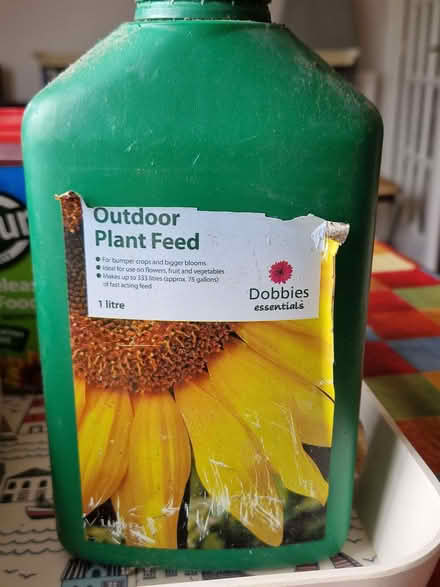 Outdoor
Plant Feed
● For bumper crops and bigger blooms
● Ideal for use on flowers, fruit and vegetables
● Makes up to 333 litres (approx. 75 gallons)
of fast acting feed
1 litre
Dobbies
essentials